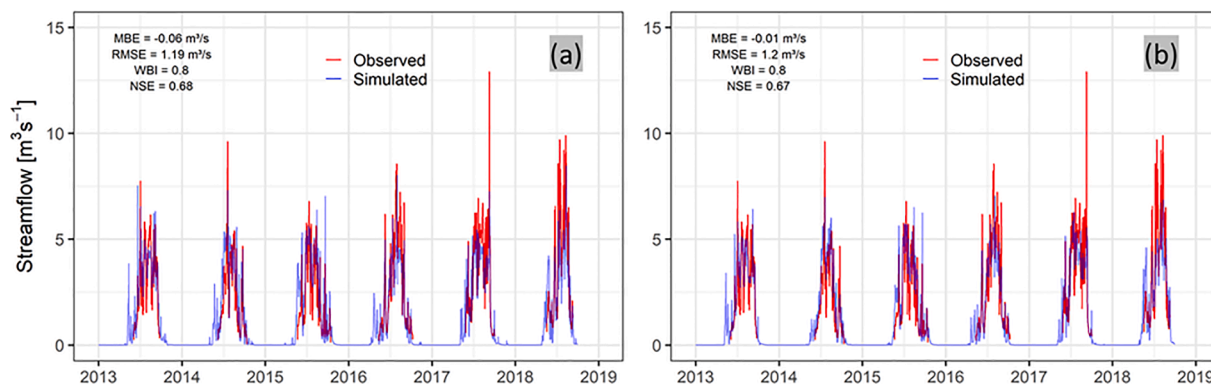 15
10
5
0
Streamflow [m³s⁻¹]
MBE = -0.06 m³/s
RMSE = 1.19 m³/s
WBI = 0.8
NSE = 0.68
Observed
Simulated
(a)
2013 2014 2015 2016 2017 2018 2019
15
10
5
0
MBE = -0.01 m³/s
RMSE = 1.2 m³/s
WBI = 0.8
NSE = 0.67
Observed
Simulated
(b)
2013 2014 2015 2016 2017 2018 2019